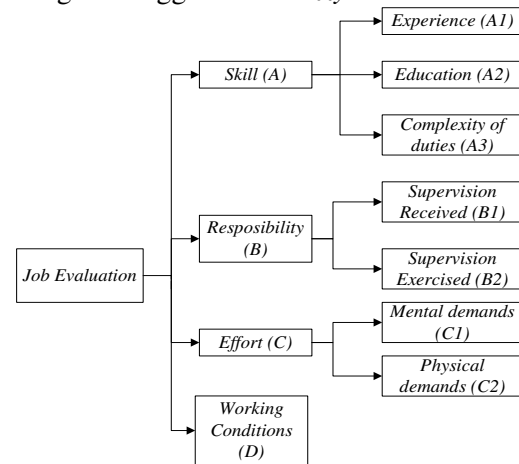 Experience (A1)
Skill (A)
Education (A2)
Complexity of
duties (A3)
Supervision
Received (B1)
Resposibility
(B)
Supervision
Exercised (B2)
Job Evaluation
Mental demands
(C1)
Effort (C)
Physical
demands (C2)
Working
Conditions
(D)